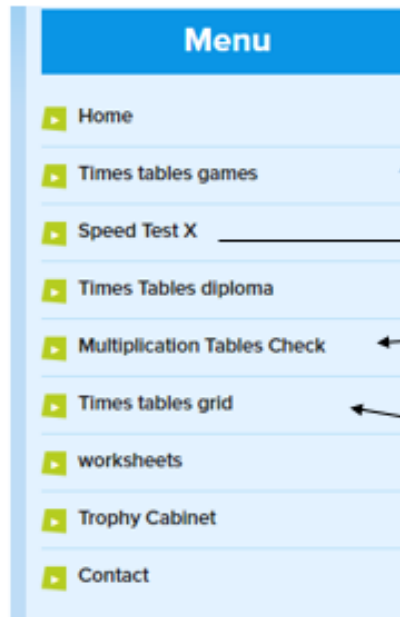 Menu
Home
Times tables games
Speed Test X
Times Tables diploma
Multiplication Tables Check
Times tables grid
worksheets
Trophy Cabinet
Contact